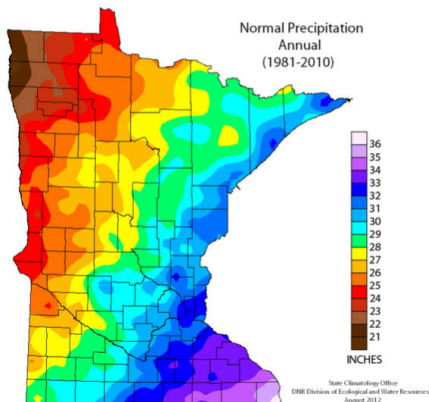 Normal Precipitation
Annual
(1981-2010)
36
35
34
33
32
31
30
29
28
27
26
25
24
23
22
21
INCHES
State Climatology Office
DNR Division of Ecological and Water Resources
August 2012